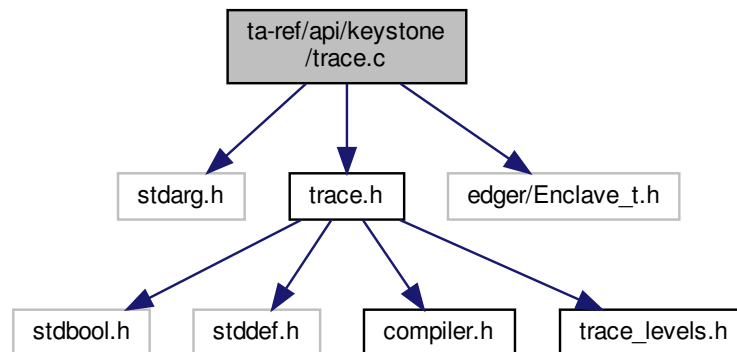 ta-ref/api/keystone
/trace.c
stdarg.h
trace.h
edger/Enclave_t.h
stdbool.h
stddef.h
compiler.h
trace_levels.h